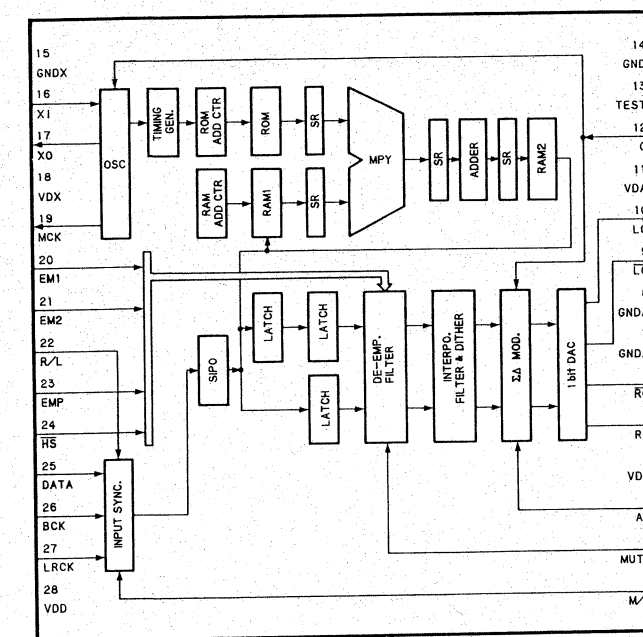 15
GNDX
16
XI
17
XO
18
VDX
19
MCK
20
EM1
21
EM2
22
R/L
23
EMP
24
HS
25
DATA
26
BCK
27
LRCK
28
VDD
OSC
TIMING
GEN.
ROM
ADD CTR
ROM
SR
RAM
ADD CTR
RAM1
SR
MPY
SR
ADDER
SR
RAM2
SIPO
LATCH
LATCH
LATCH
DE-EMP.
FILTER
INTERPO.
FILTER & DITHER
ΣΔ MOD.
1 bit DAC
INPUT SYNC.
14
GND
13
TEST
12
11
VDA
10
LO
LO
GNDA
GNDA
R
VD
A
MUT
M/